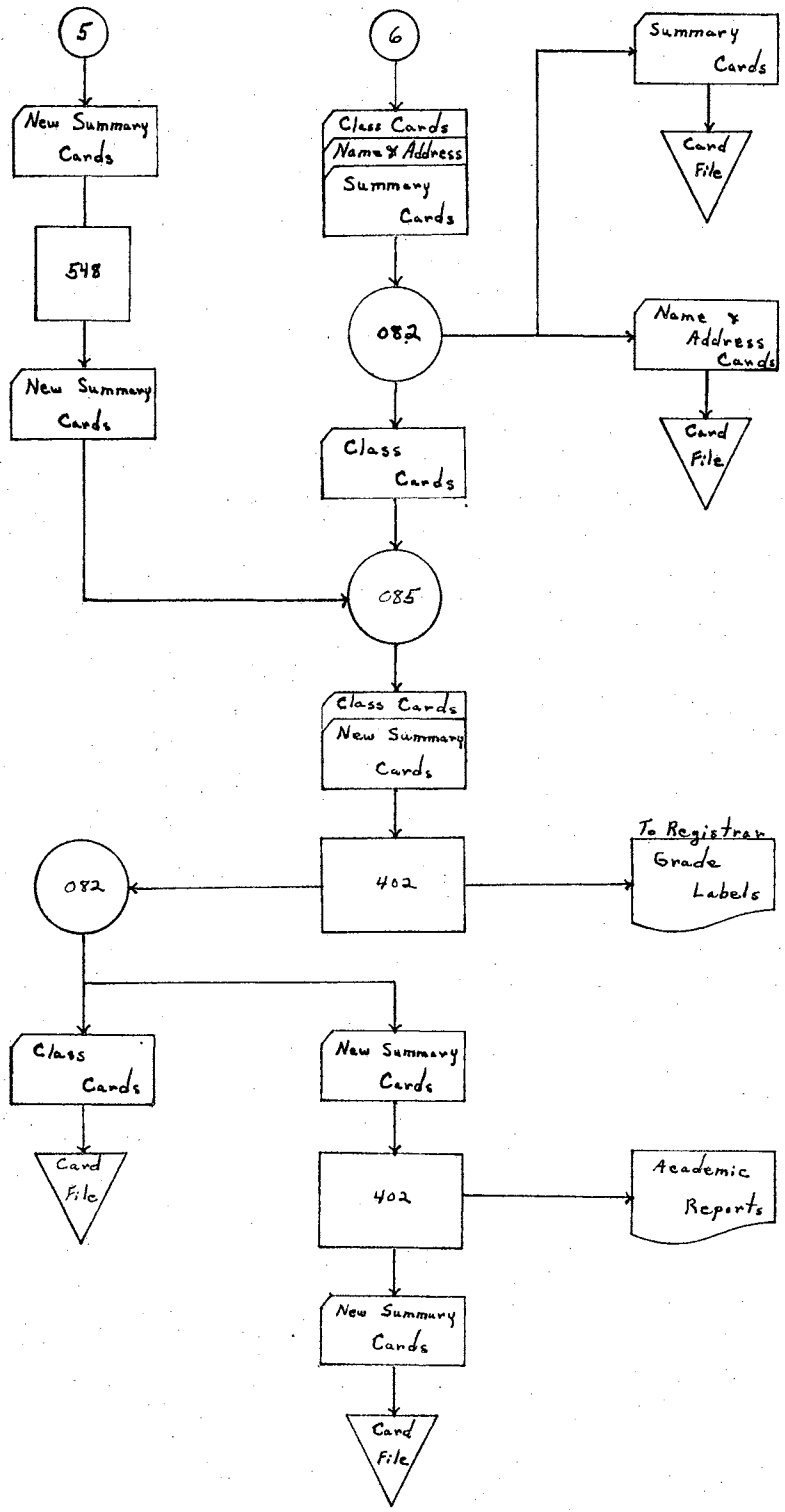 5
New Summary
Cards
548
New Summary
Cards
6
Class Cards
Name & Address
Summary
Cards
082
Summary
Cards
Card
File
Name &
Address
Cards
Card
File
Class
Cards
085
Class Cards
New Summary
Cards
402
To Registrar
Grade
Labels
082
Class
Cards
Card
File
New Summary
Cards
402
Academic
Reports
New Summary
Cards
Card
File